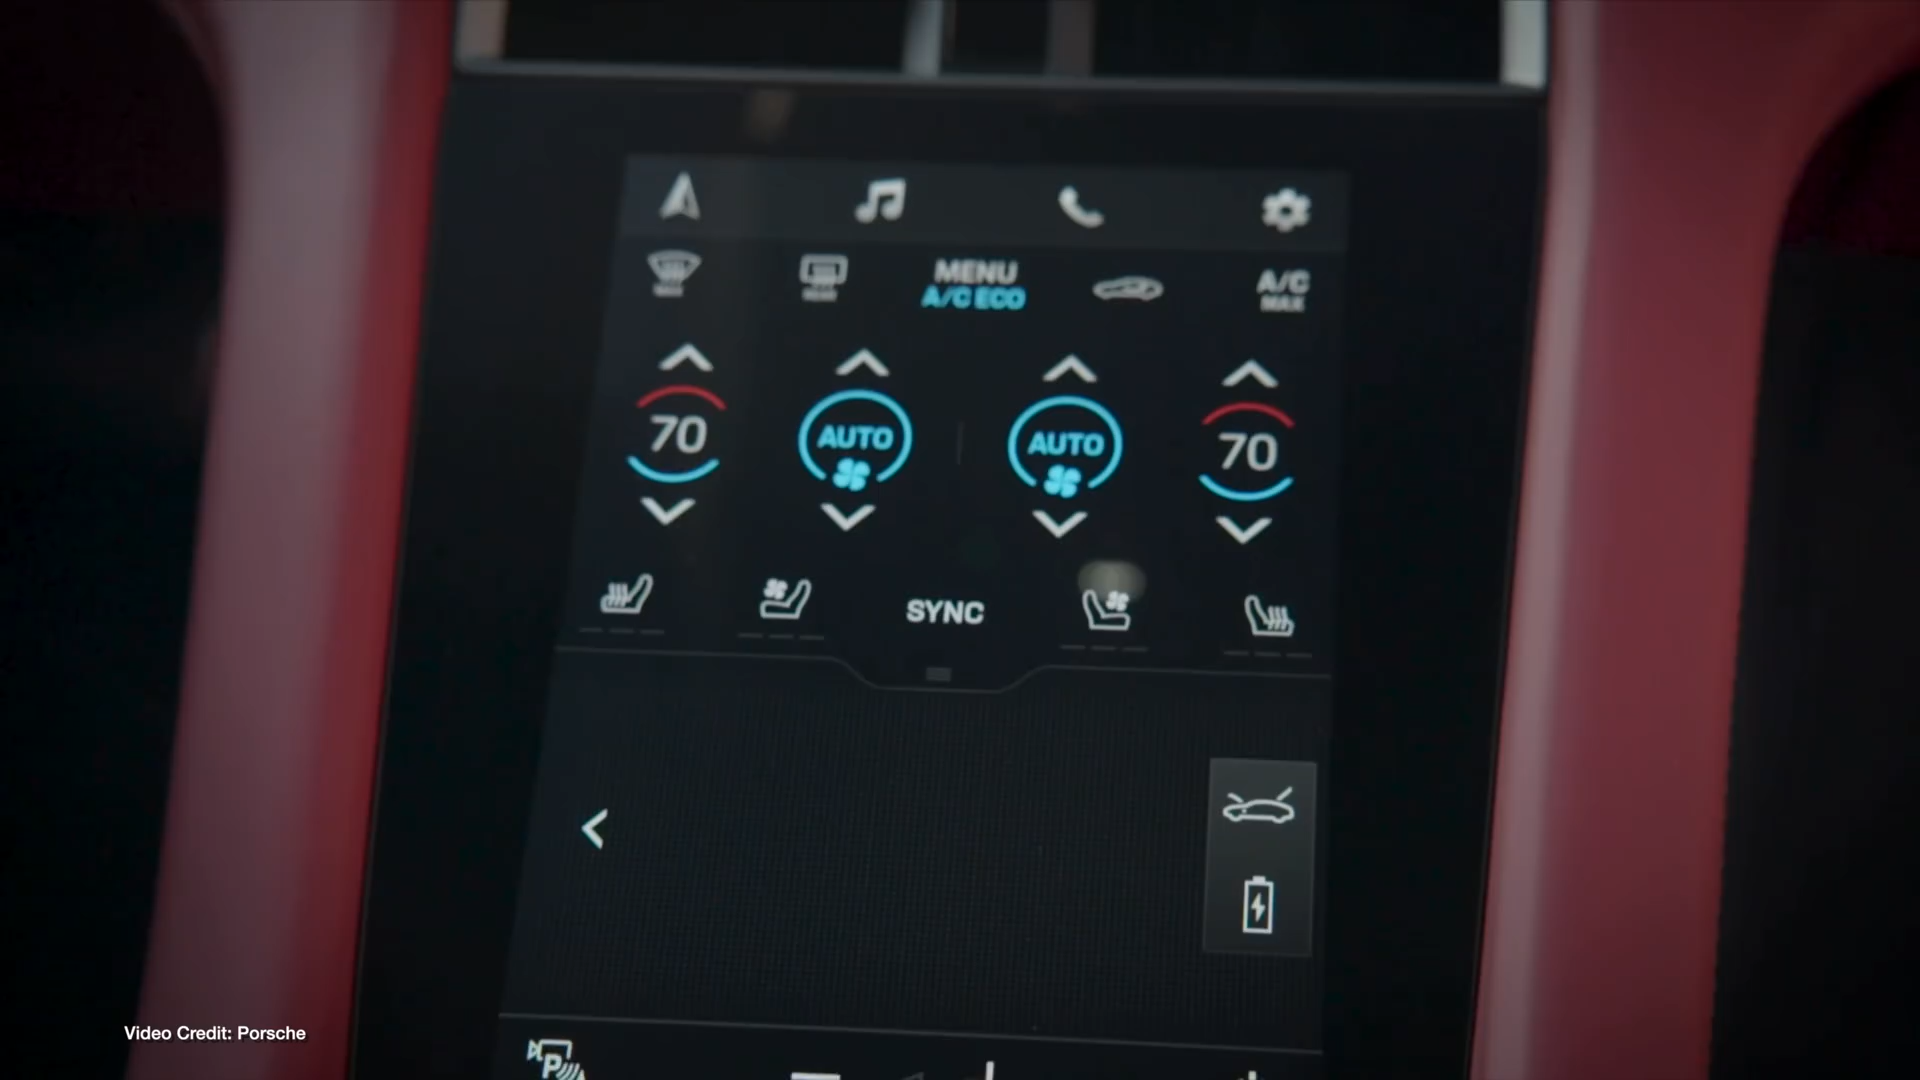 MENU
A/C ECO
A/C
MAX
70
AUTO
AUTO
70
SYNC
P
Video Credit: Porsche